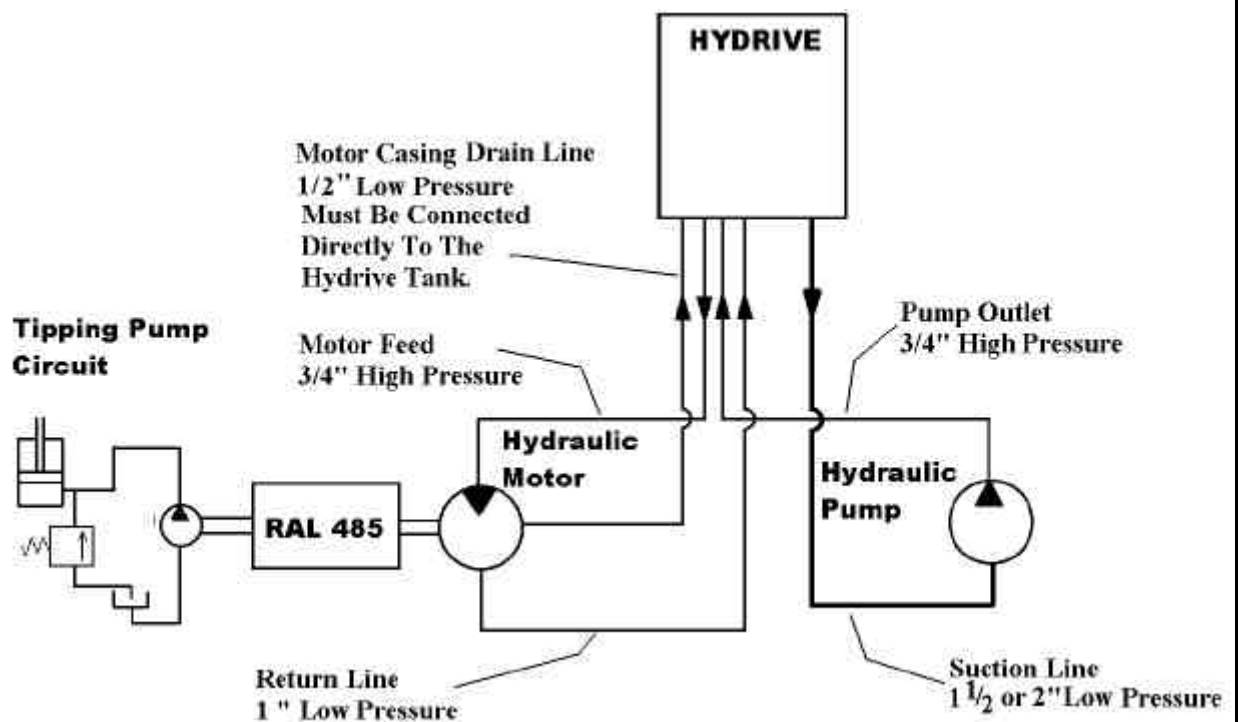 HYDRIVE
Motor Casing Drain Line
1/2" Low Pressure
Must Be Connected
Directly To The
Hydrive Tank.
Tipping Pump
Circuit
Motor Feed
3/4" High Pressure
Pump Outlet
3/4" High Pressure
Hydraulic
Motor
Hydraulic
Pump
RAL 485
Return Line
1 " Low Pressure
Suction Line
1 1/2 or 2" Low Pressure